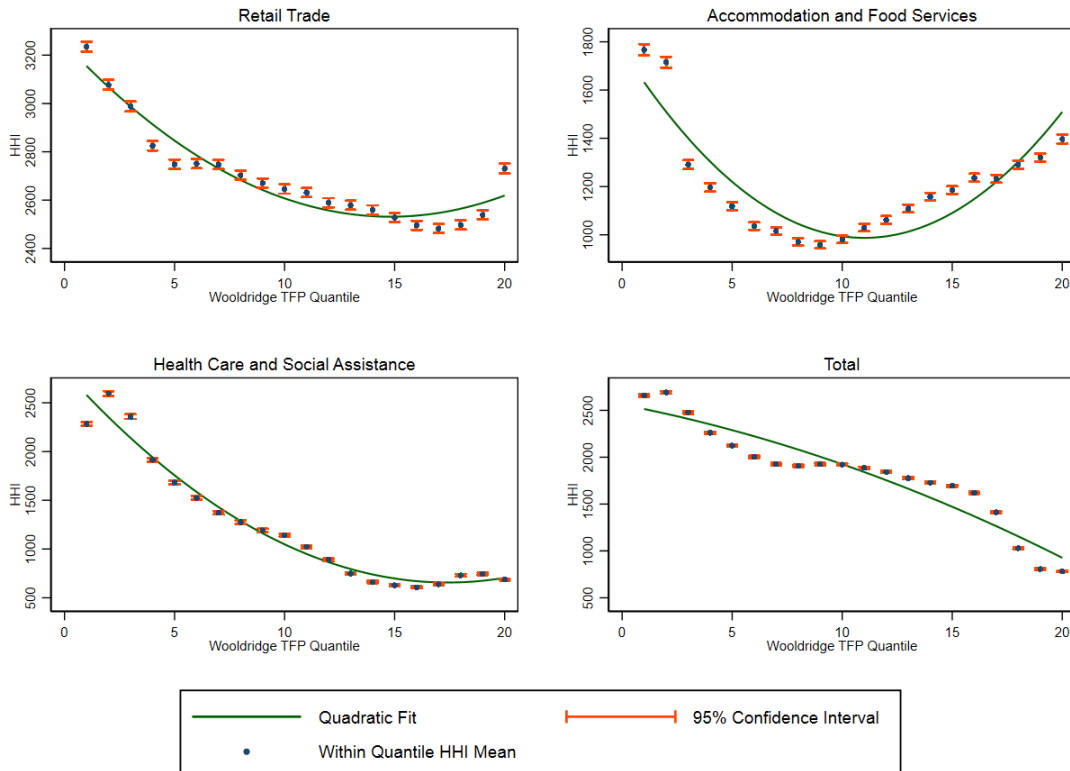 Retail Trade
3200
3000
2800
2600
2400
HHI
0 5 10 15 20
Wooldridge TFP Quantile
Accommodation and Food Services
1800
1600
1400
1200
1000
HHI
0 5 10 15 20
Wooldridge TFP Quantile
Health Care and Social Assistance
2500
2000
1500
1000
500
HHI
0 5 10 15 20
Wooldridge TFP Quantile
Total
2500
2000
1500
1000
500
HHI
0 5 10 15 20
Wooldridge TFP Quantile
Quadratic Fit
95% Confidence Interval
Within Quantile HHI Mean